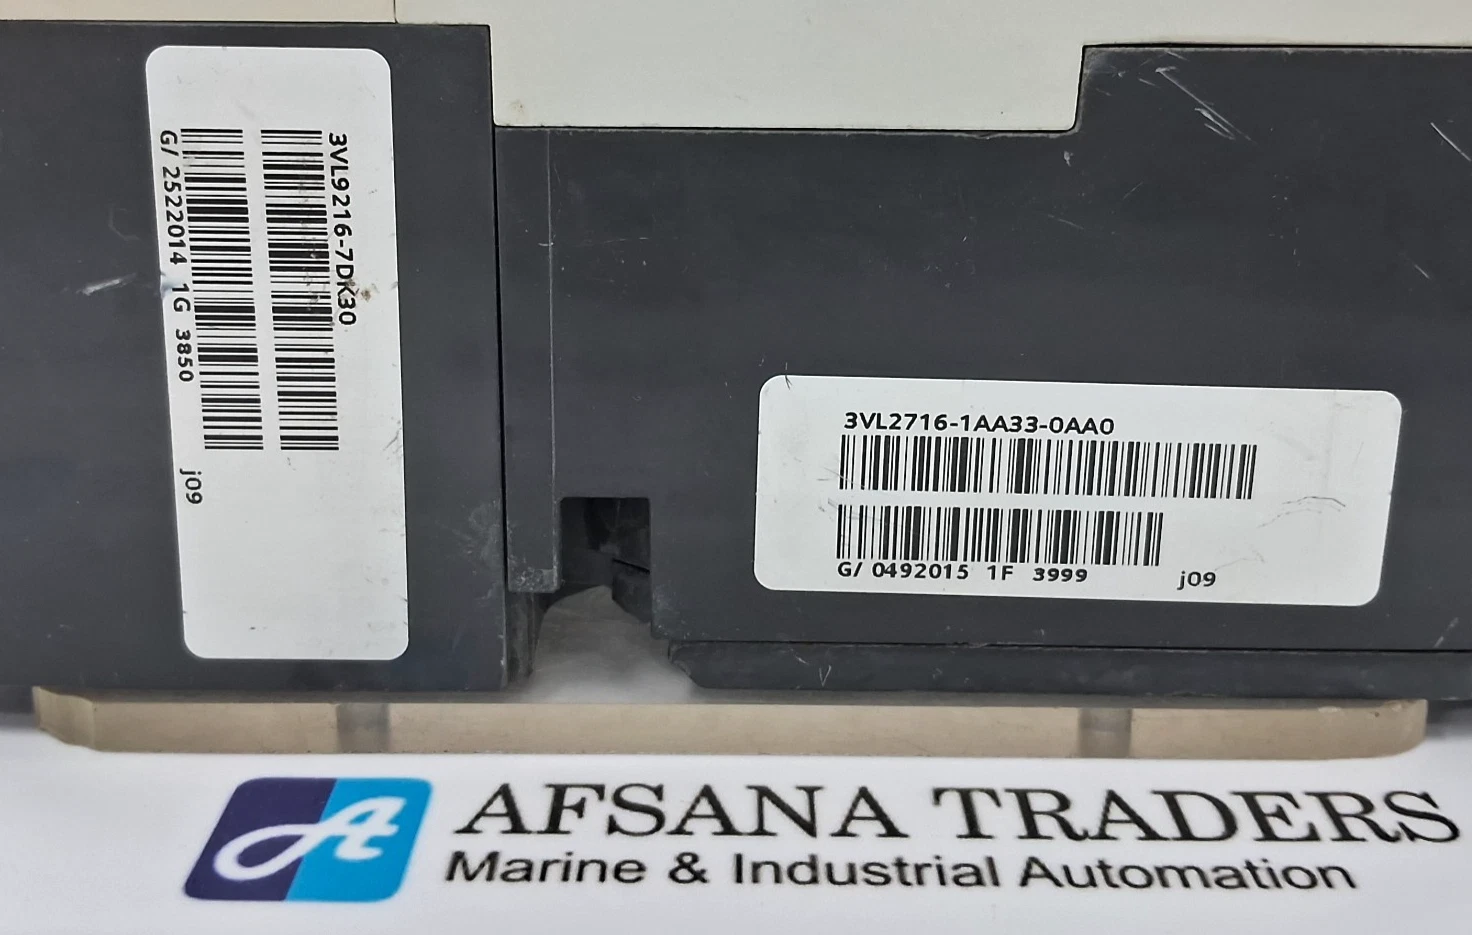 3VL9216-7DK30
G/ 2522014 1G 3850 j09
3VL2716-1AA33-0AA0
G/ 0492015 1F 3999 j09
AFSANA TRADERS
Marine & Industrial Automation